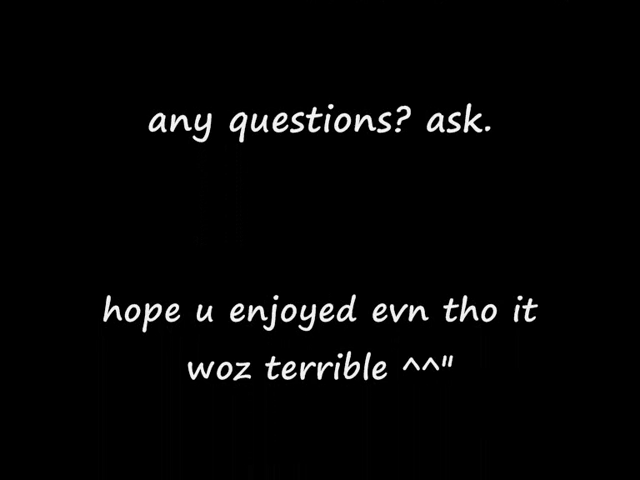 any questions? ask.
hope u enjoyed evn tho it
woz terrible ^^"